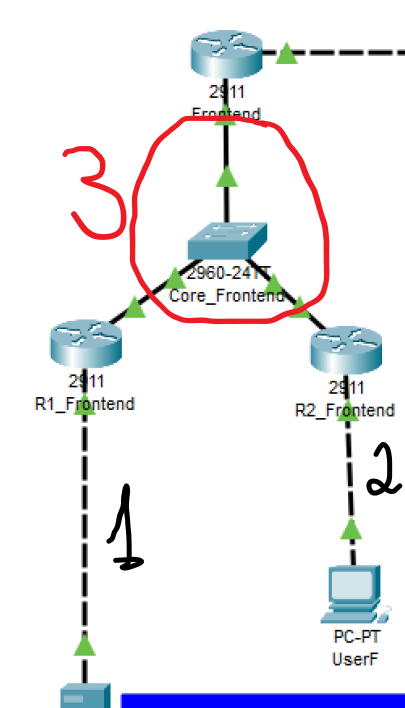 2911
Frontend
3
2960-24TT
Core_Frontend
2911
R1_Frontend
2911
R2_Frontend
1
2
PC-PT
UserF